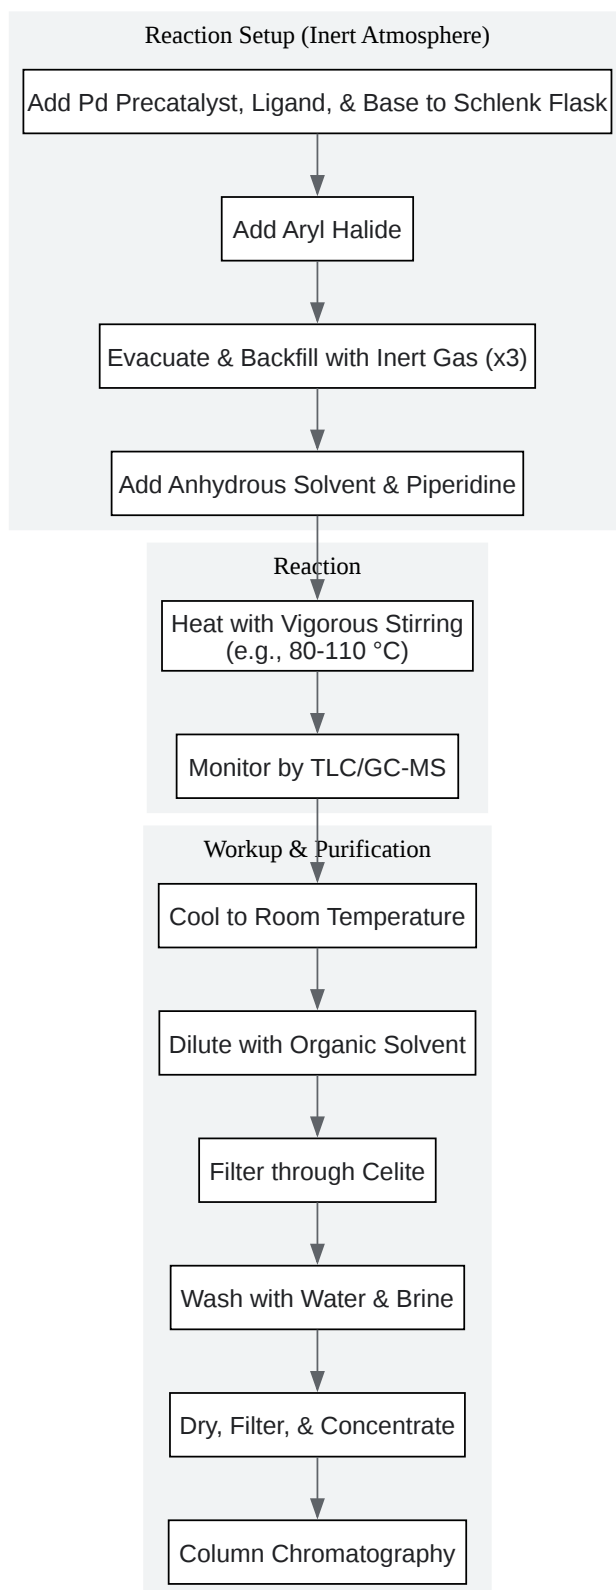 Reaction Setup (Inert Atmosphere)
Add Pd Precatalyst, Ligand, & Base to Schlenk Flask
Add Aryl Halide
Evacuate & Backfill with Inert Gas (x3)
Add Anhydrous Solvent & Piperidine
Reaction
Heat with Vigorous Stirring
(e.g., 80-110 °C)
Monitor by TLC/GC-MS
Workup & Purification
Cool to Room Temperature
Dilute with Organic Solvent
Filter through Celite
Wash with Water & Brine
Dry, Filter, & Concentrate
Column Chromatography